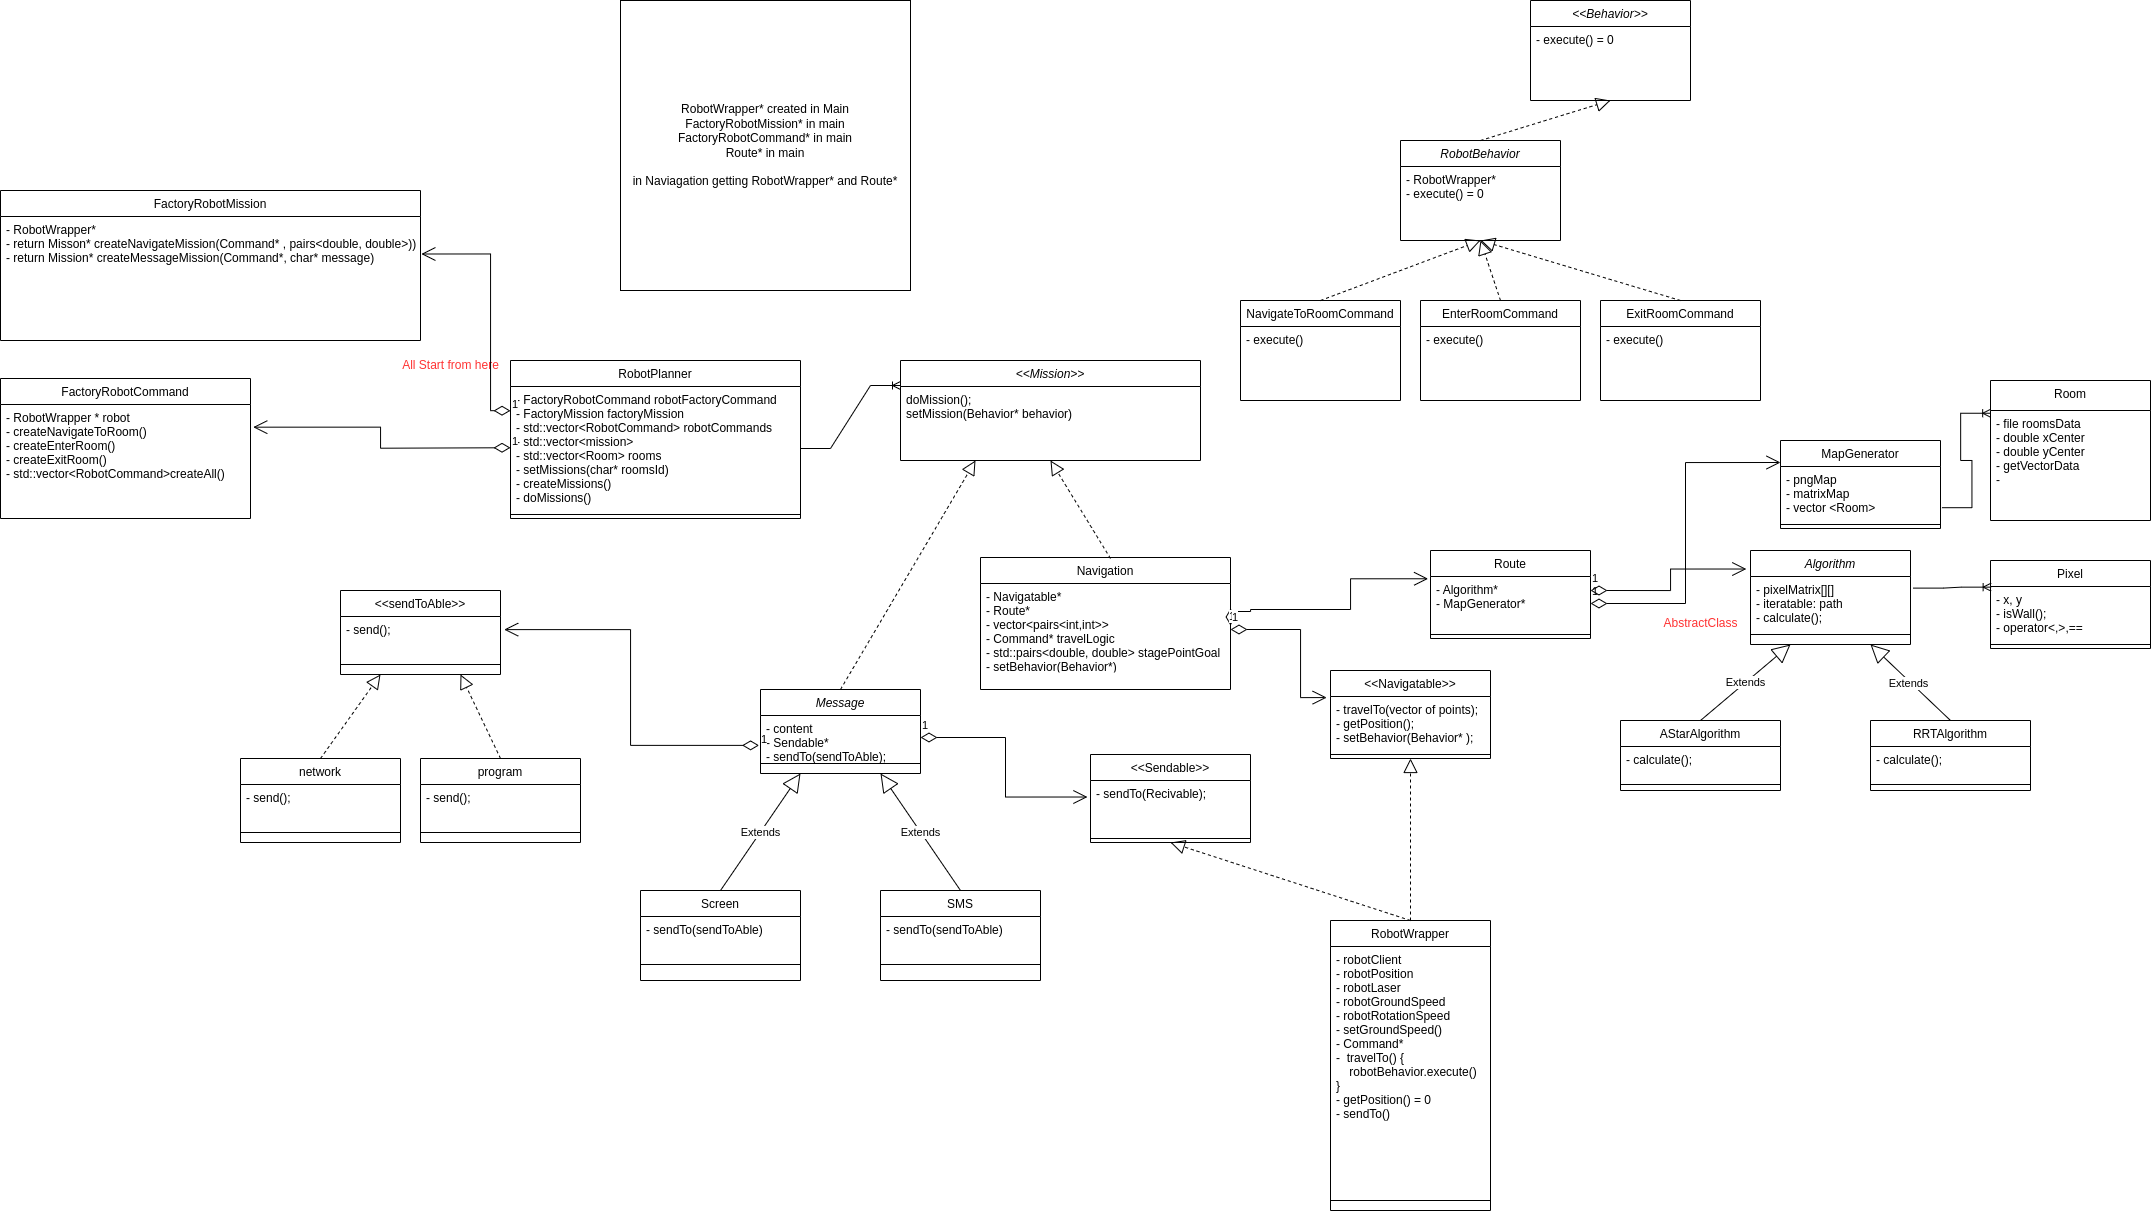 <<Behavior>>
- execute() = 0
RobotWrapper* created in Main
FactoryRobotMission* in main
FactoryRobotCommand* in main
Route* in main
in Naviagation getting RobotWrapper* and Route*
RobotBehavior
- RobotWrapper*
- execute() = 0
FactoryRobotMission
- RobotWrapper*
- return Misson* createNavigateMission(Command* , pairs<double, double>))
- return Mission* createMessageMission(Command*, char* message)
NavigateToRoomCommand
- execute()
EnterRoomCommand
- execute()
ExitRoomCommand
- execute()
All Start from here
FactoryRobotCommand
- RobotWrapper * robot
- createNavigateToRoom()
- createEnterRoom()
- createExitRoom()
- std::vector<RobotCommand>createAll()
RobotPlanner
- FactoryRobotCommand robotFactoryCommand
- FactoryMission factoryMission
- std::vector<RobotCommand> robotCommands
- std::vector<mission>
- std::vector<Room> rooms
- setMissions(char* roomsId)
- createMissions()
- doMissions()
1
1
<<Mission>>
doMission();
setMission(Behavior* behavior)
Room
- file roomsData
- double xCenter
- double yCenter
- getVectorData
-
MapGenerator
- pngMap
- matrixMap
- vector <Room>
Navigation
- Navigatable*
- Route*
- vector<pairs<int,int>>
- Command* travelLogic
- std::pairs<double, double> stagePointGoal
- setBehavior(Behavior*)
1
Route
- Algorithm*
- MapGenerator*
1
1
AbstractClass
Algorithm
- pixelMatrix[][]
- iteratable: path
- calculate();
Pixel
- x, y
- isWall();
- operator<,>,==
<<sendToAble>>
- send();
network
- send();
program
- send();
Message
- content
- Sendable*
- sendTo(sendToAble);
1
1
<<Navigatable>>
- travelTo(vector of points);
- getPosition();
- setBehavior(Behavior* );
Extends
Extends
AStarAlgorithm
- calculate();
RRTAlgorithm
- calculate();
<<Sendable>>
- sendTo(Recivable);
Extends
Extends
Screen
- sendTo(sendToAble)
SMS
- sendTo(sendToAble)
RobotWrapper
- robotClient
- robotPosition
- robotLaser
- robotGroundSpeed
- robotRotationSpeed
- setGroundSpeed()
- Command*
-  travelTo() {
robotBehavior.execute()
}
- getPosition() = 0
- sendTo()